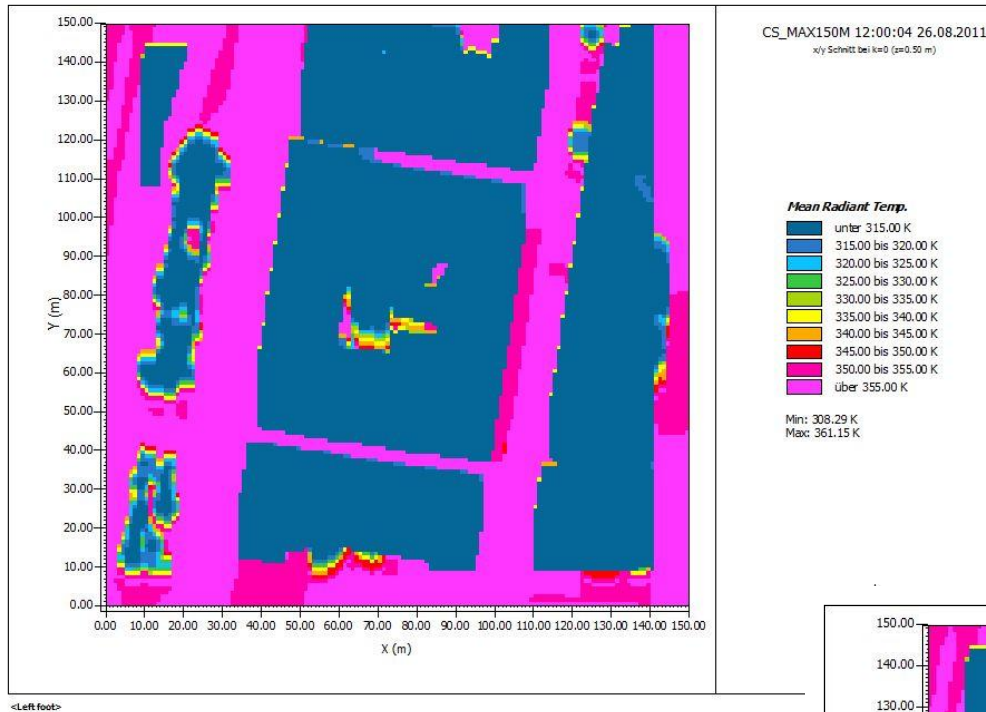 CS_MAX150M 12:00:04 26.08.2011
x/y Schnitt bei k=0 (z=0.50 m)
150.00
140.00
130.00
120.00
110.00
100.00
90.00
80.00
70.00
60.00
50.00
40.00
30.00
20.00
10.00
0.00
Y (m)
0.00 10.00 20.00 30.00 40.00 50.00 60.00 70.00 80.00 90.00 100.00 110.00 120.00 130.00 140.00 150.00
X (m)
Mean Radiant Temp.
unter 315.00 K
315.00 bis 320.00 K
320.00 bis 325.00 K
325.00 bis 330.00 K
330.00 bis 335.00 K
335.00 bis 340.00 K
340.00 bis 345.00 K
345.00 bis 350.00 K
350.00 bis 355.00 K
über 355.00 K
Min: 308.29 K
Max: 361.15 K
<Left foot>
150.00
140.00
130.00